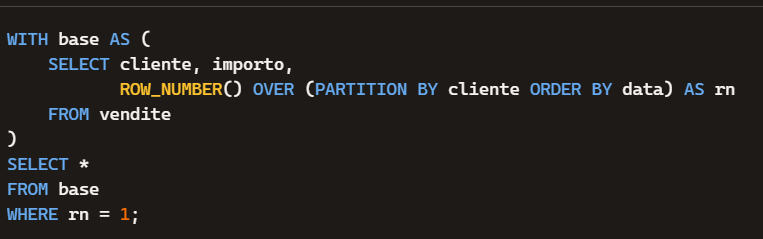 WITH base AS (
    SELECT cliente, importo,
           ROW_NUMBER() OVER (PARTITION BY cliente ORDER BY data) AS rn
    FROM vendite
)
SELECT *
FROM base
WHERE rn = 1;